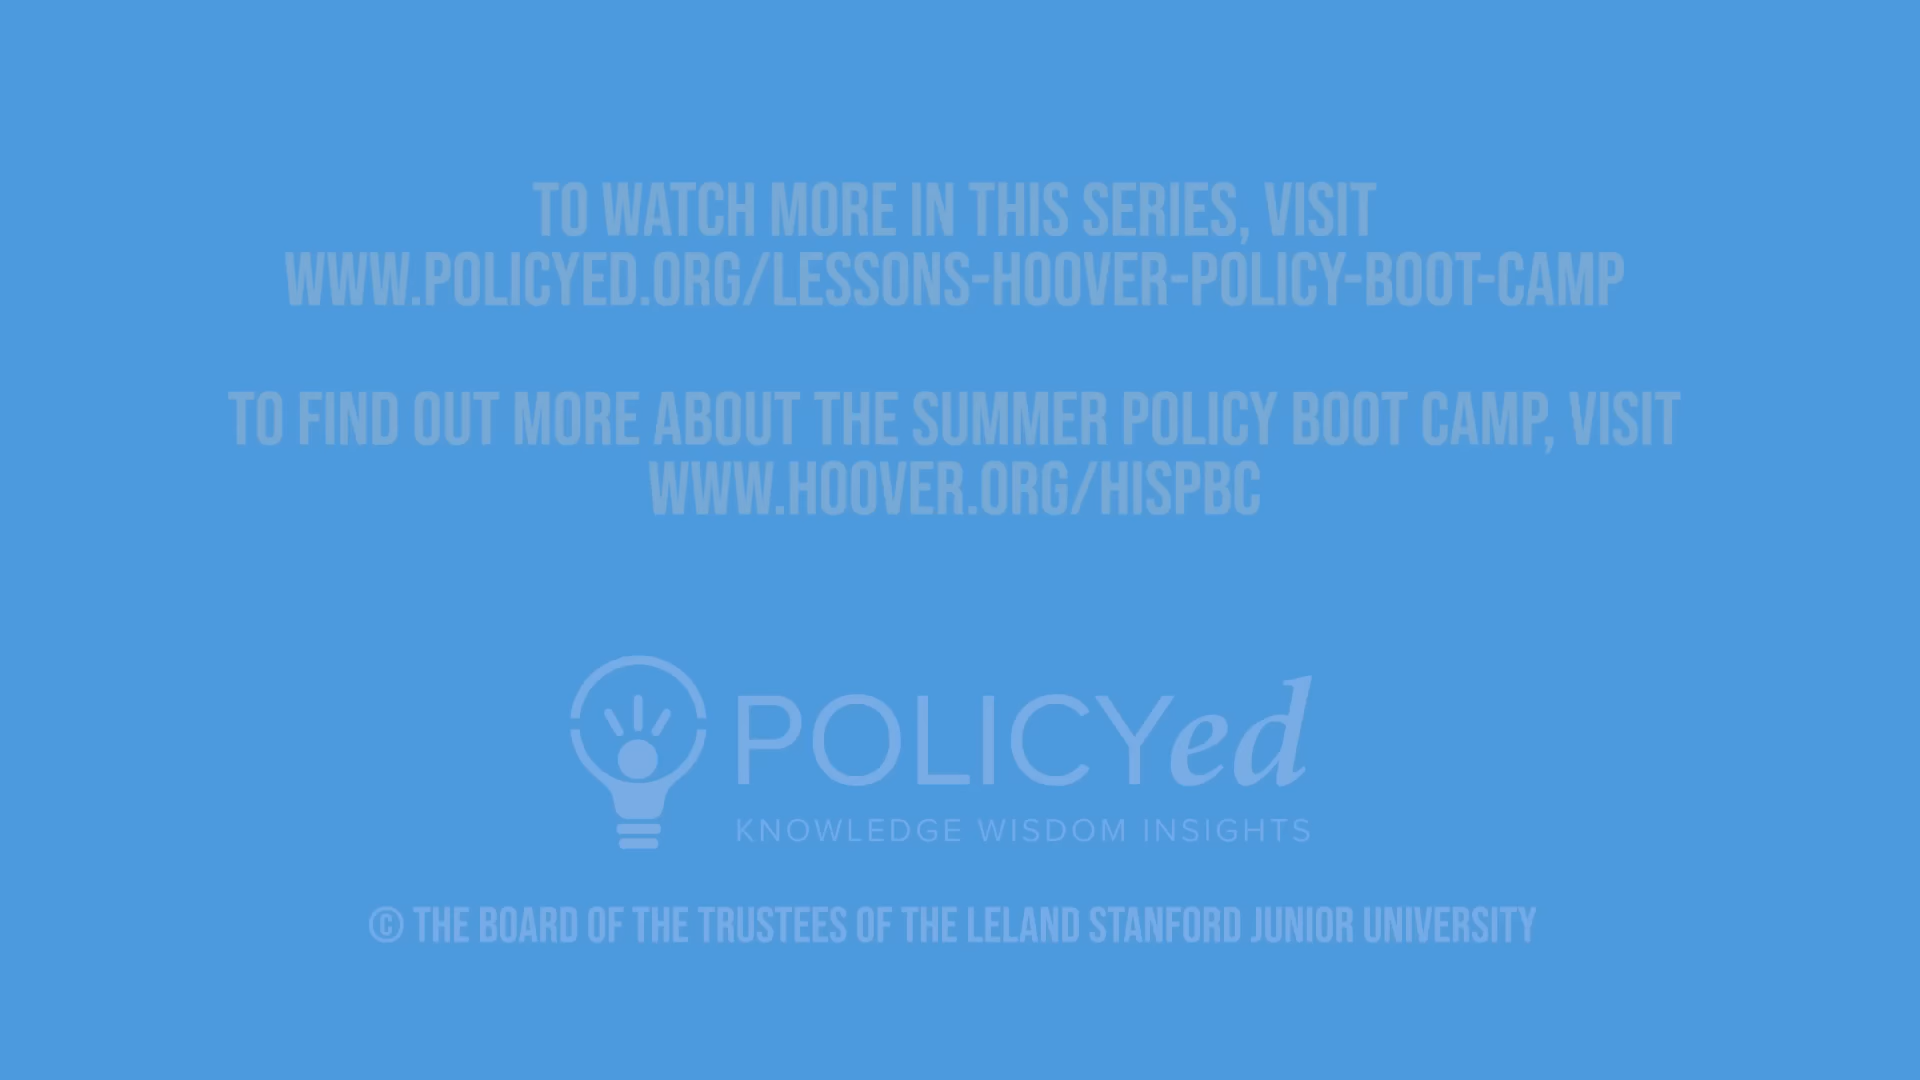 TO WATCH MORE IN THIS SERIES, VISIT
WWW.POLICYED.ORG/LESSONS-HOOVER-POLICY-BOOT-CAMP
TO FIND OUT MORE ABOUT THE SUMMER POLICY BOOT CAMP, VISIT
WWW.HOOVER.ORG/HISPBC
POLICYed
KNOWLEDGE WISDOM INSIGHTS
© THE BOARD OF THE TRUSTEES OF THE LELAND STANFORD JUNIOR UNIVERSITY